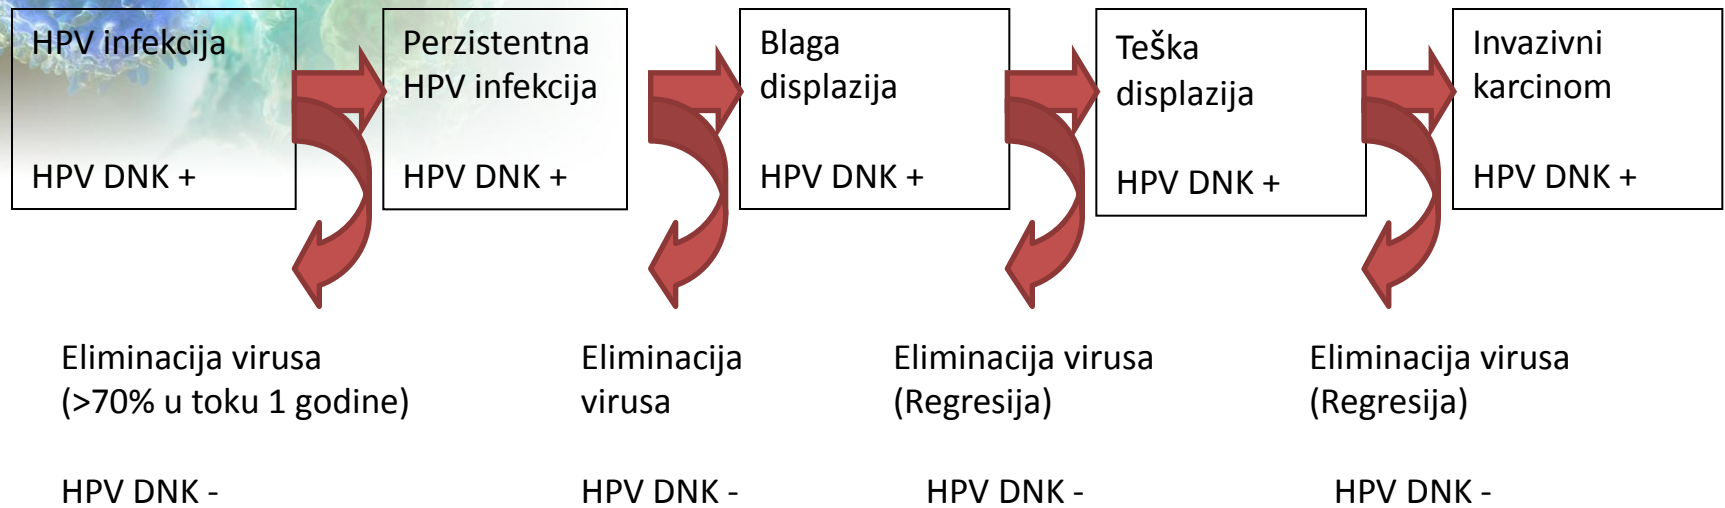 HPV infekcija
HPV DNK +
Perzistentna
HPV infekcija
HPV DNK +
Blaga
displazija
HPV DNK +
Teška
displazija
HPV DNK +
Invazivni
karcinom
HPV DNK +
Eliminacija virusa
(>70% u toku 1 godine)
HPV DNK -
Eliminacija
virusa
HPV DNK -
Eliminacija virusa
(Regresija)
HPV DNK -
Eliminacija virusa
(Regresija)
HPV DNK -